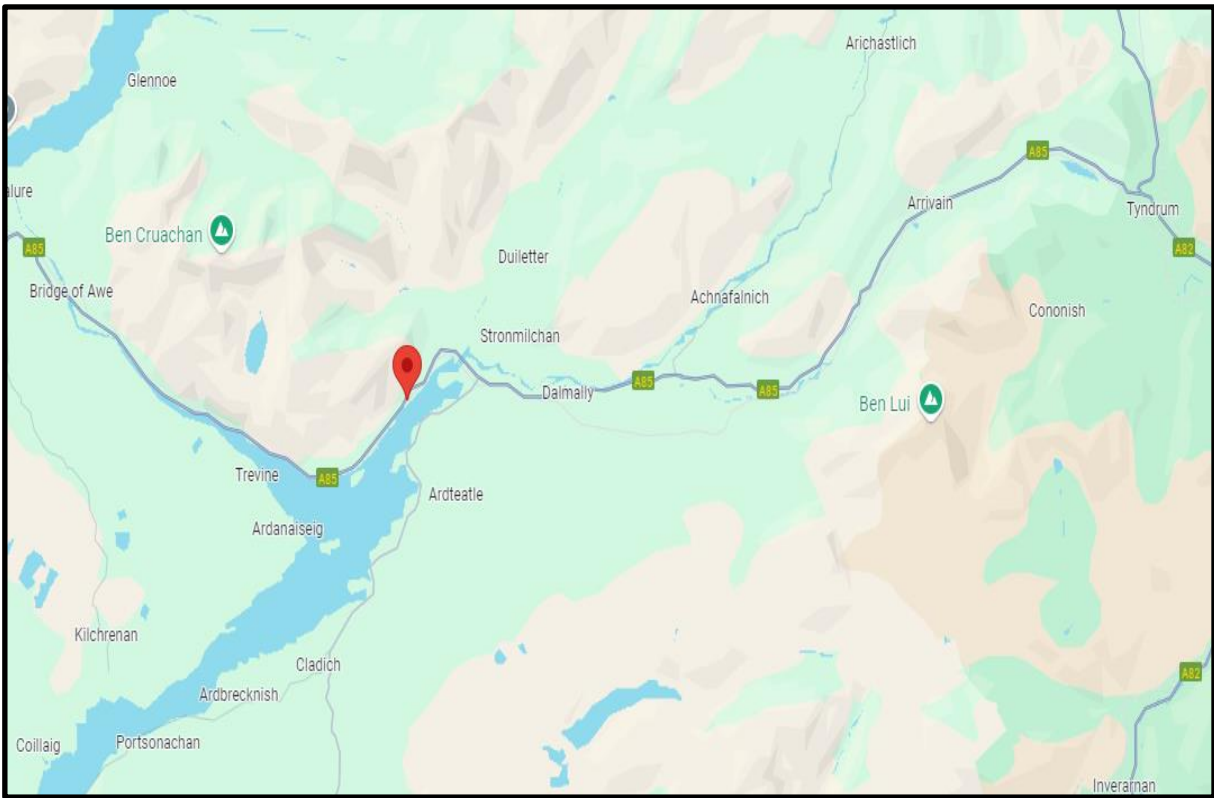 Arichastlich
Glennoe
A85
alure
Arrivain
Tyndrum
Ben Cruachan
A85
A82
Duiletter
Bridge of Awe
Achnafalnich
Cononish
Stronmilchan
A85
A85
Dalmally
Ben Lui
Trevine
A85
Ardteatle
Ardanaiseig
Kilchrenan
Cladich
A82
Ardbrecknish
Coillaig
Portsonachan
Inverarnan